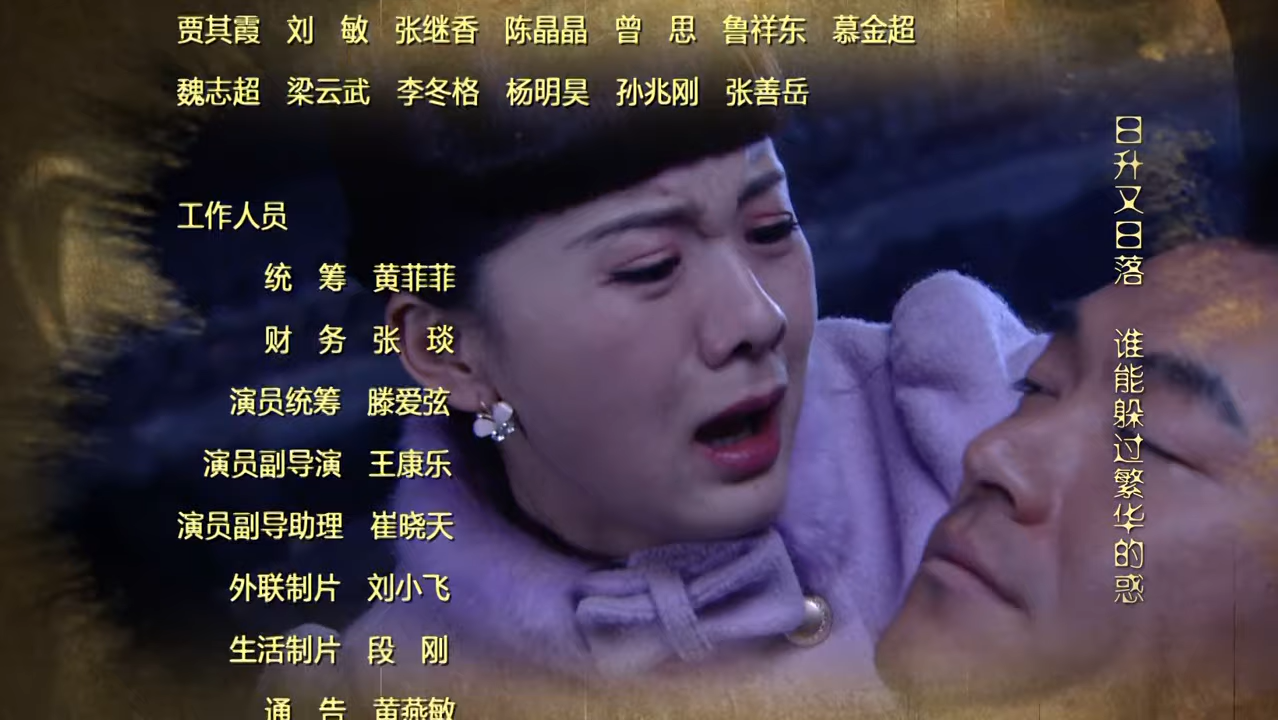 贾其霞 刘 敏 张继香 陈晶晶 曾 思 鲁祥东 慕金超
魏志超 梁云武 李冬格 杨明昊 孙兆刚 张善岳
工作人员
统 筹 黄菲菲
财 务 张 琰
演员统筹 滕爱弦
演员副导演 王康乐
演员副导助理 崔晓天
外联制片 刘小飞
生活制片 段 刚
通 告 黄燕敏
日升又日落 谁能躲过繁华的惑